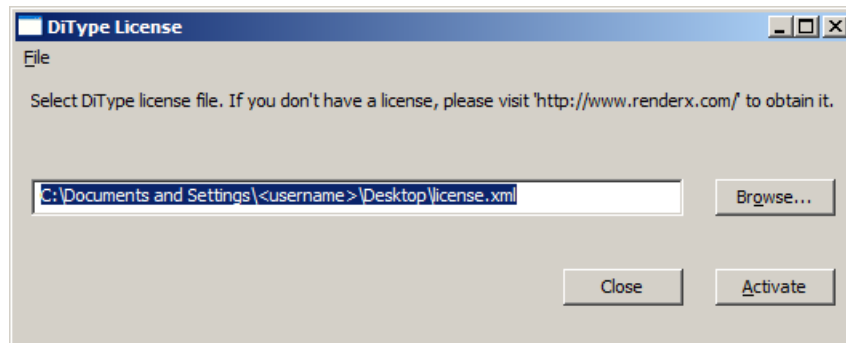 DiType License
File
Select DiType license file. If you don't have a license, please visit 'http://www.renderx.com/' to obtain it.
C:\Documents and Settings\<username>\Desktop\license.xml
Browse...
Close
Activate